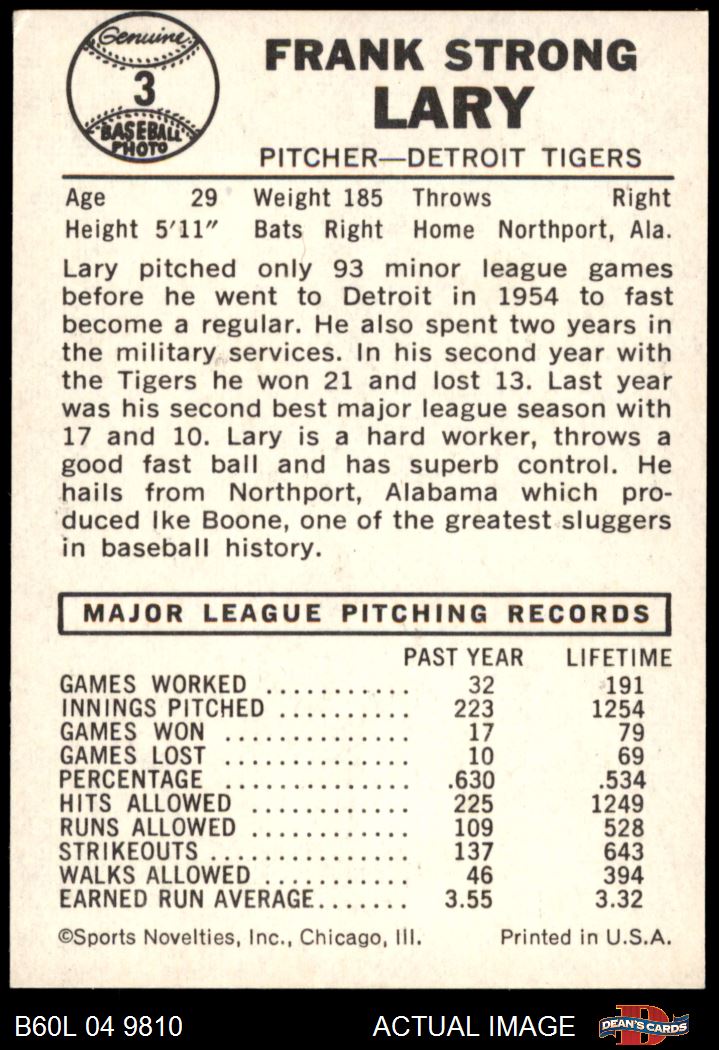 Genuine
3
BASEBALL
PHOTO
FRANK STRONG
LARY
PITCHER—DETROIT TIGERS
Age 29 Weight 185 Throws Right
Height 5'11" Bats Right Home Northport, Ala.
Lary pitched only 93 minor league games
before he went to Detroit in 1954 to fast
become a regular. He also spent two years in
the military services. In his second year with
the Tigers he won 21 and lost 13. Last year
was his second best major league season with
17 and 10. Lary is a hard worker, throws a
good fast ball and has superb control. He
hails from Northport, Alabama which pro-
duced Ike Boone, one of the greatest sluggers
in baseball history.
MAJOR LEAGUE PITCHING RECORDS
PAST YEAR LIFETIME
GAMES WORKED ........... 32 191
INNINGS PITCHED .......... 223 1254
GAMES WON .............. 17 79
GAMES LOST .............. 10 69
PERCENTAGE .............. .630 .534
HITS ALLOWED ............ 225 1249
RUNS ALLOWED ............ 109 528
STRIKEOUTS ............... 137 643
WALKS ALLOWED ........... 46 394
EARNED RUN AVERAGE....... 3.55 3.32
©Sports Novelties, Inc., Chicago, Ill. Printed in U.S.A.
B60L 04 9810 ACTUAL IMAGE D DEAN'S CARDS